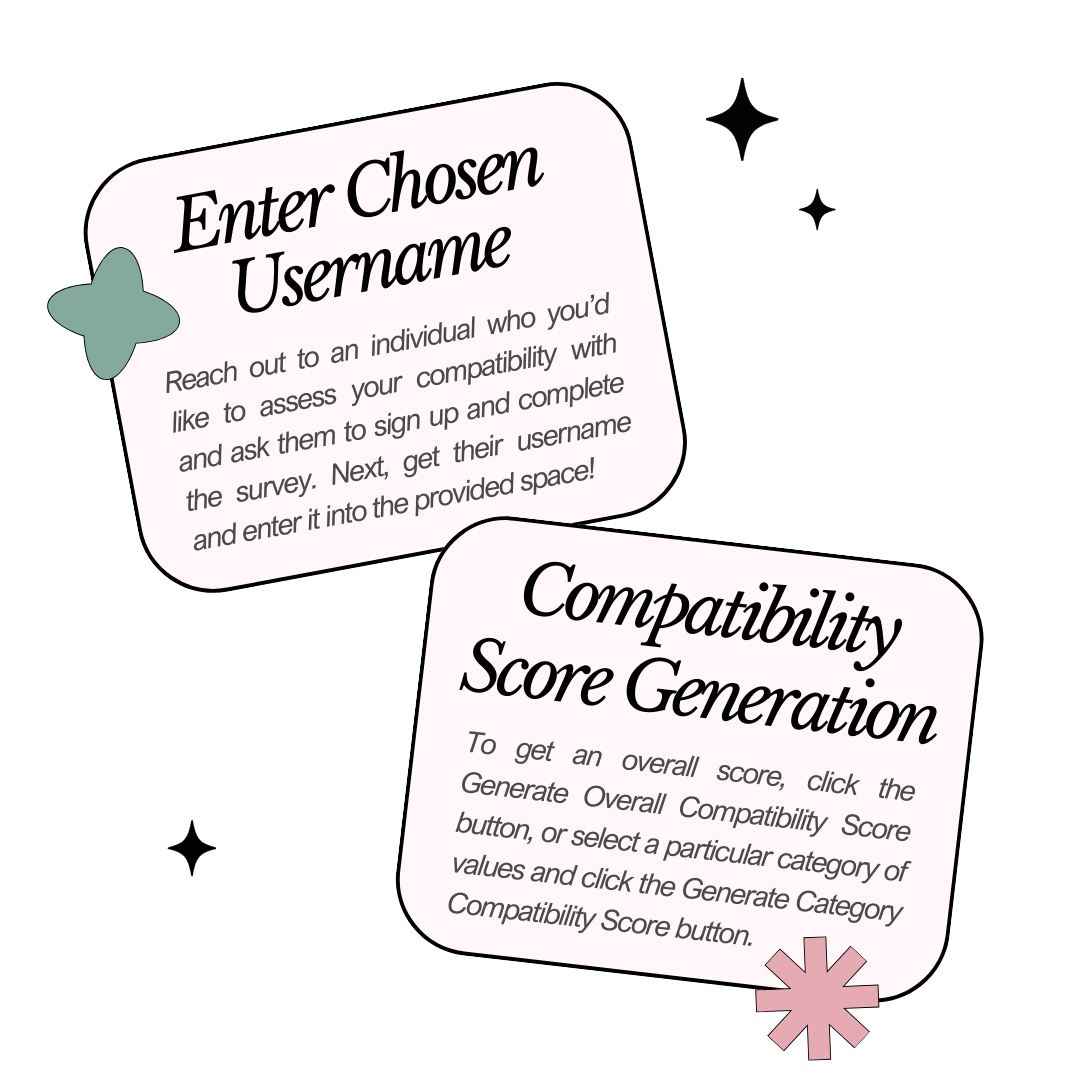 Enter Chosen
Username
Reach out to an individual who you’d
like to assess your compatibility with
and ask them to sign up and complete
the survey. Next, get their username
and enter it into the provided space!
Compatibility
Score Generation
To get an overall score, click the
Generate Overall Compatibility Score
button, or select a particular category of
values and click the Generate Category
Compatibility Score button.